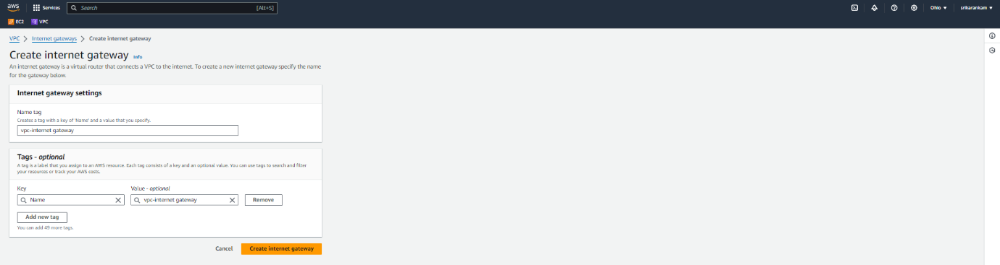 aws
Services
Search
[Alt+S]
Ohio
srikarankam
EC2
VPC
VPC > Internet gateways > Create internet gateway
Create internet gateway Info
An internet gateway is a virtual router that connects a VPC to the internet. To create a new internet gateway specify the name
for the gateway below.
Internet gateway settings
Name tag
Creates a tag with a key of 'Name' and a value that you specify.
vpc-internet gateway
Tags - optional
A tag is a label that you assign to an AWS resource. Each tag consists of a key and an optional value. You can use tags to search and filter
your resources or track your AWS costs.
Key
Value - optional
Name
vpc-internet gateway
Remove
Add new tag
You can add 49 more tags.
Cancel
Create internet gateway